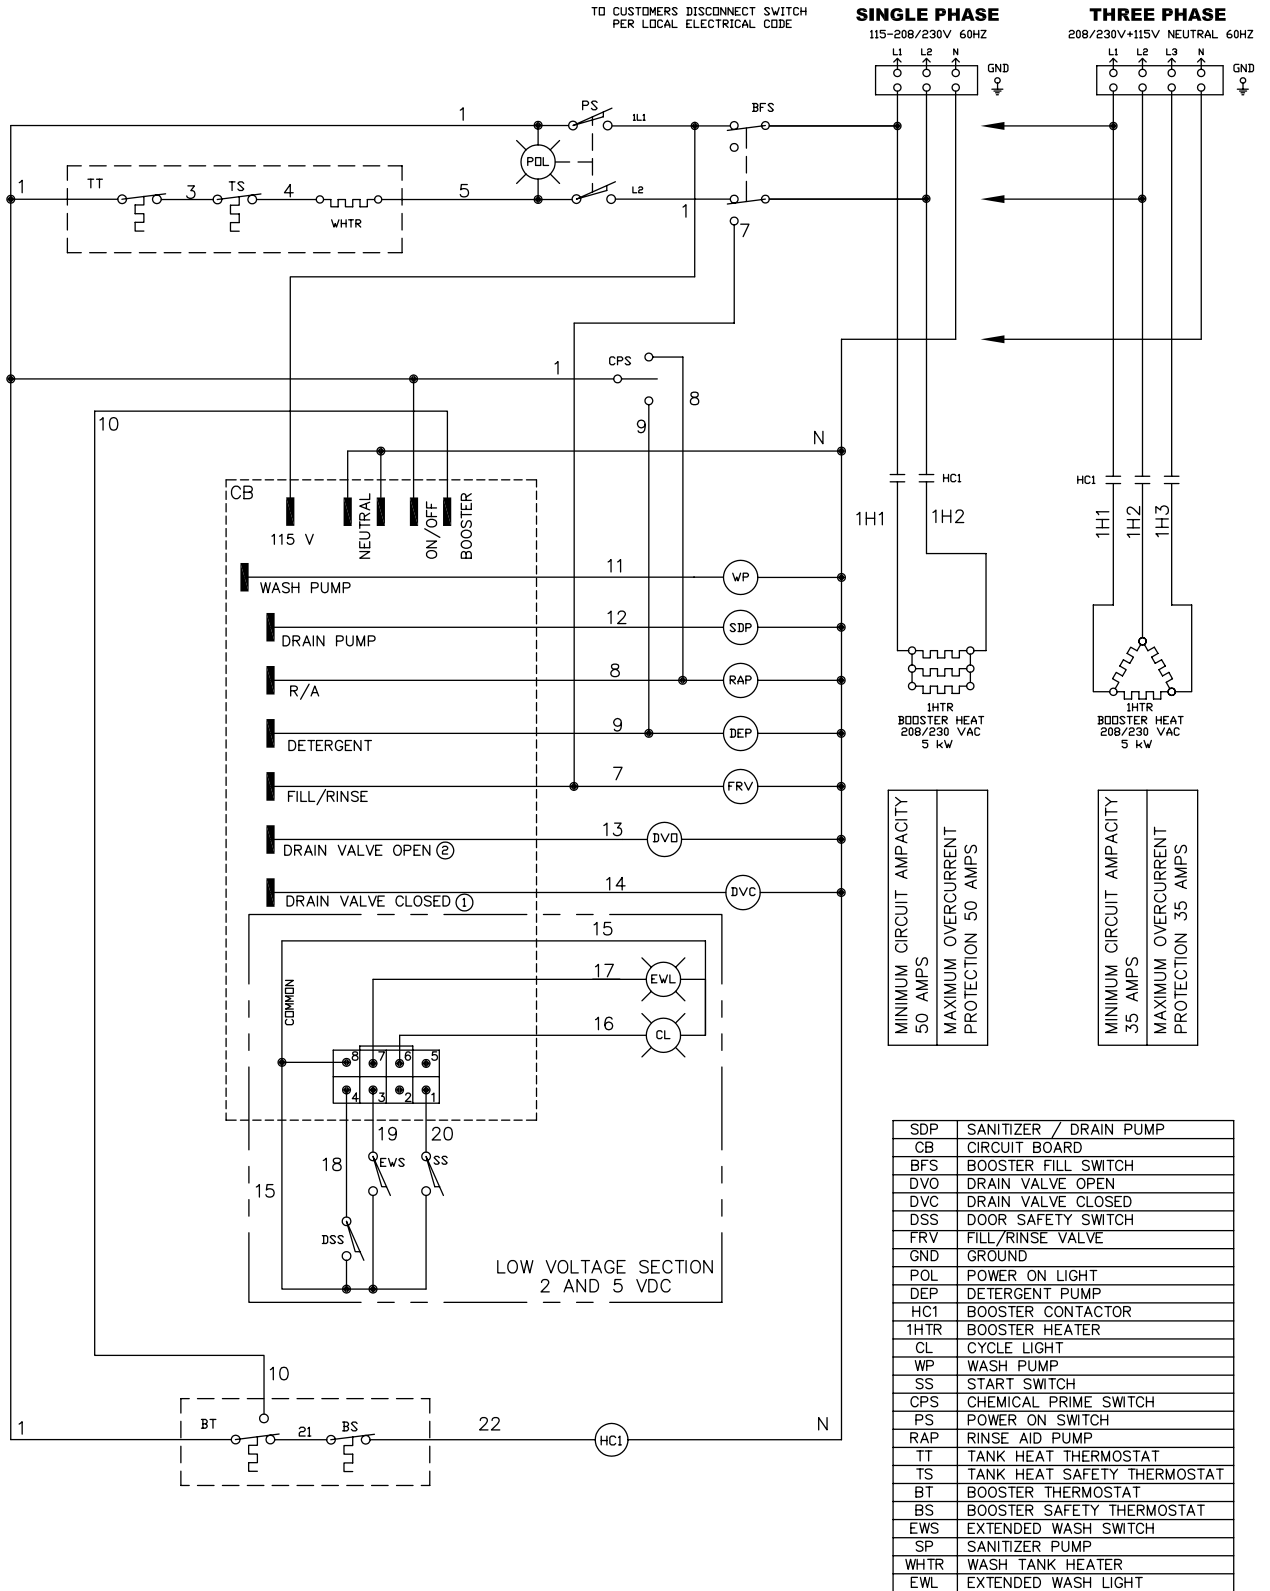 TO CUSTOMERS DISCONNECT SWITCH
PER LOCAL ELECTRICAL CODE
SINGLE PHASE
115-208/230V 60HZ
L1 L2 N
GND
THREE PHASE
208/230V+115V NEUTRAL 60HZ
L1 L2 L3 N
GND
1 PS 1L1 BFS
POL
1 TT 3 TS 4 5 L2
WHTR
1 7
1 CPS
8
10 9
N
CB
115 V
NEUTRAL
ON/OFF
BOOSTER
HC1
1H1 1H2
HC1
1H1 1H2 1H3
WASH PUMP 11 WP
DRAIN PUMP 12 SDP
R/A 8 RAP
DETERGENT 9 DEP
FILL/RINSE 7 FRV
DRAIN VALVE OPEN 2 13 DVO
DRAIN VALVE CLOSED 1 14 DVC
1HTR
BOOSTER HEAT
208/230 VAC
5 kW
1HTR
BOOSTER HEAT
208/230 VAC
5 kW
MINIMUM CIRCUIT AMPACITY
50 AMPS
MAXIMUM OVERCURRENT
PROTECTION 50 AMPS
MINIMUM CIRCUIT AMPACITY
35 AMPS
MAXIMUM OVERCURRENT
PROTECTION 35 AMPS
15
17 EWL
COMMON
16 CL
8 7 6 5
4 3 2 1
19 20
18 EWS SS
15
DSS
LOW VOLTAGE SECTION
2 AND 5 VDC
10
1 BT 21 BS 22 HC1 N
SDP SANITIZER / DRAIN PUMP
CB CIRCUIT BOARD
BFS BOOSTER FILL SWITCH
DVO DRAIN VALVE OPEN
DVC DRAIN VALVE CLOSED
DSS DOOR SAFETY SWITCH
FRV FILL/RINSE VALVE
GND GROUND
POL POWER ON LIGHT
DEP DETERGENT PUMP
HC1 BOOSTER CONTACTOR
1HTR BOOSTER HEATER
CL CYCLE LIGHT
WP WASH PUMP
SS START SWITCH
CPS CHEMICAL PRIME SWITCH
PS POWER ON SWITCH
RAP RINSE AID PUMP
TT TANK HEAT THERMOSTAT
TS TANK HEAT SAFETY THERMOSTAT
BT BOOSTER THERMOSTAT
BS BOOSTER SAFETY THERMOSTAT
EWS EXTENDED WASH SWITCH
SP SANITIZER PUMP
WHTR WASH TANK HEATER
EWL EXTENDED WASH LIGHT